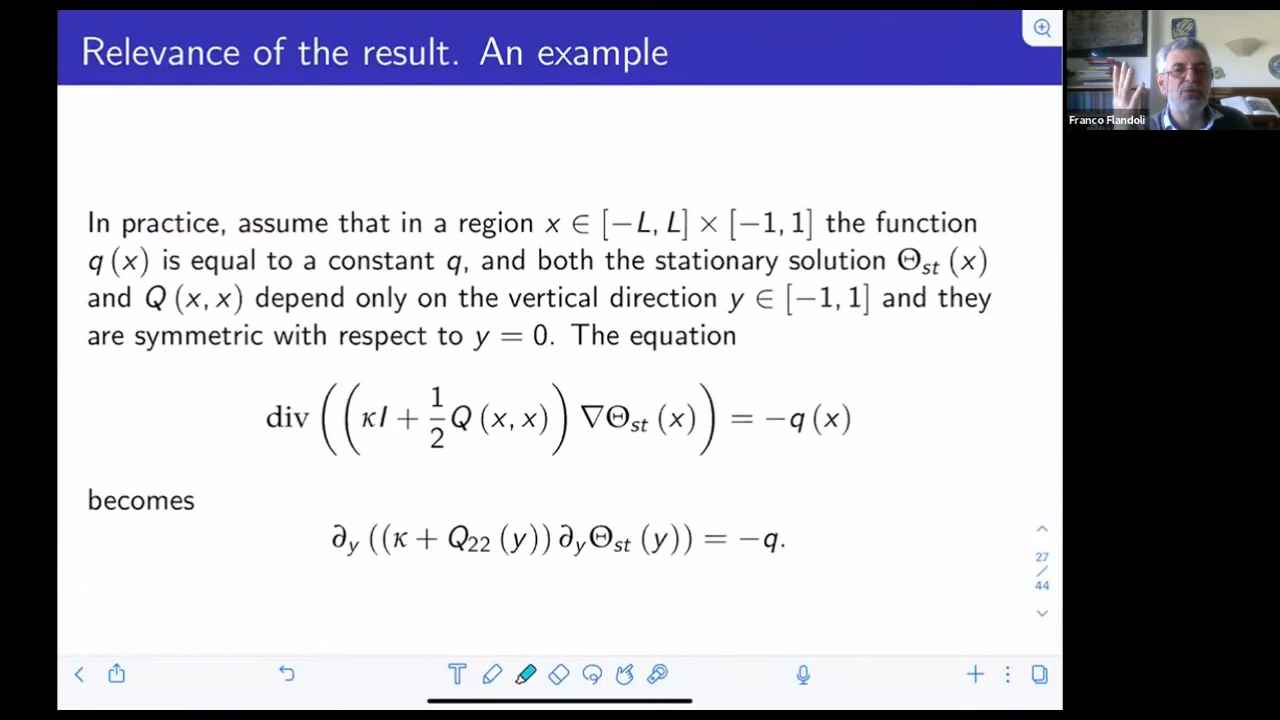 Relevance of the result. An example
Franco Flandoli
In practice, assume that in a region x ∈ [−L, L] × [−1, 1] the function
q (x) is equal to a constant q, and both the stationary solution Θst (x)
and Q (x, x) depend only on the vertical direction y ∈ [−1, 1] and they
are symmetric with respect to y = 0. The equation
div ((κI + 1/2 Q (x, x)) ∇Θst (x)) = −q (x)
becomes
∂y ((κ + Q22 (y)) ∂yΘst (y)) = −q.
27
/
44